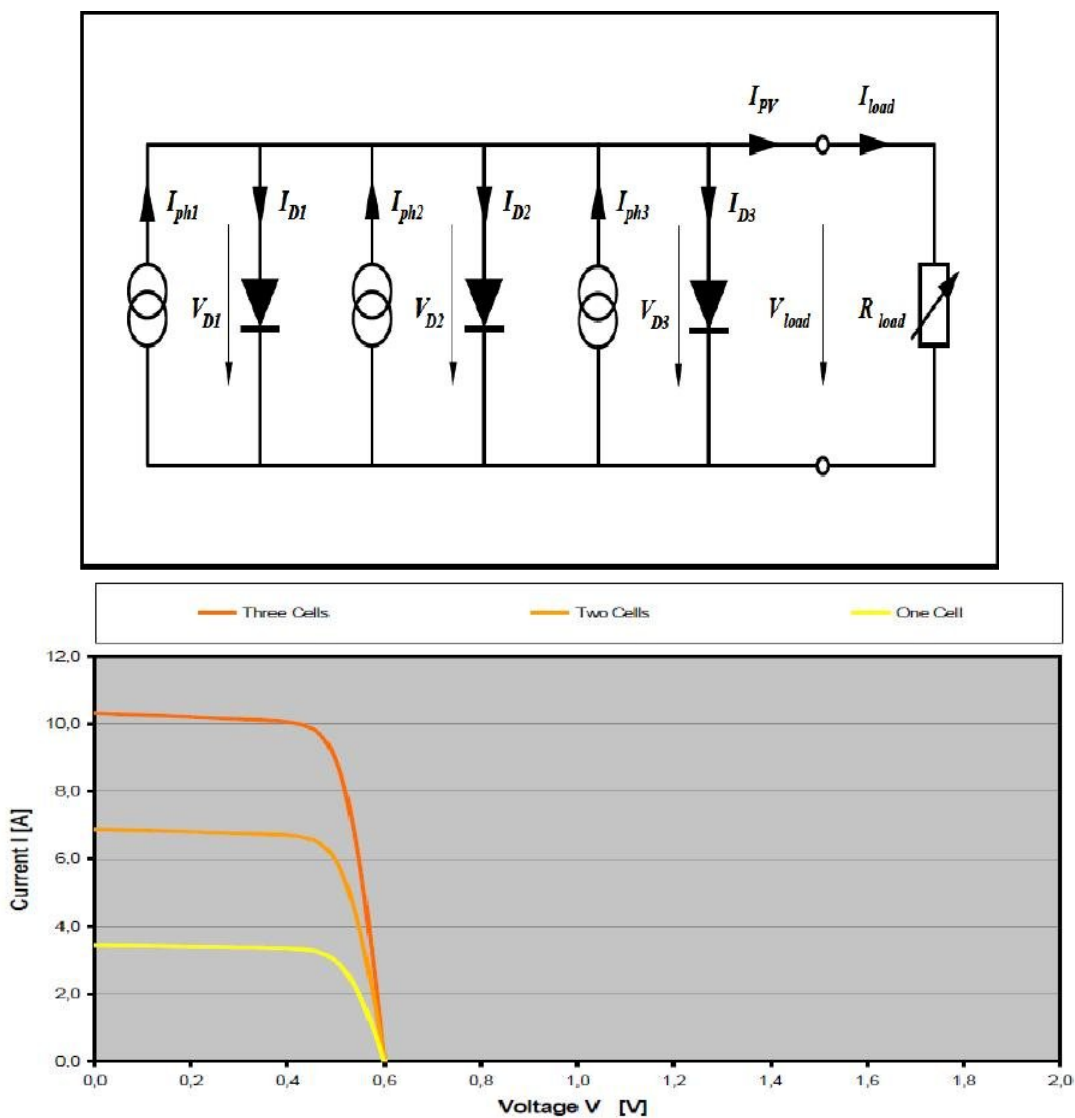 I_PV I_load
I_ph1 I_D1 I_ph2 I_D2 I_ph3 I_D3
V_D1 V_D2 V_D3 V_load R_load
Three Cells Two Cells One Cell
12,0
10,0
8,0
6,0
4,0
2,0
0,0
Current I [A]
0,0 0,2 0,4 0,6 0,8 1,0 1,2 1,4 1,6 1,8 2,0
Voltage V [V]